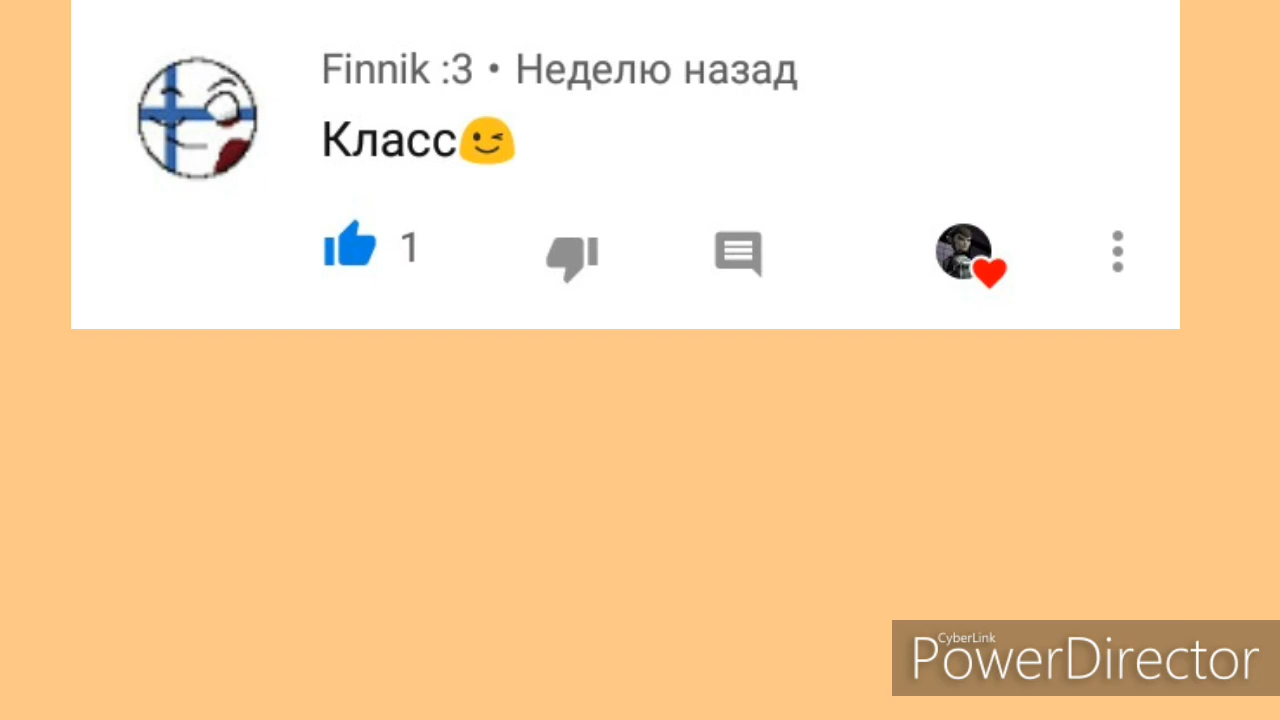 Finnik :3 • Неделю назад
Класс😉
1
CyberLink
PowerDirector